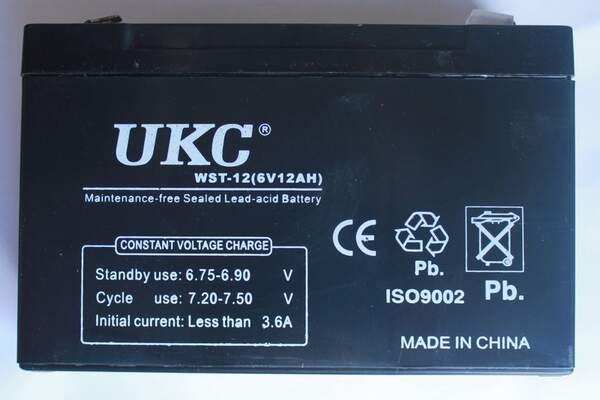 UKC®
WST-12(6V12AH)
Maintenance-free Sealed Lead-acid Battery
CONSTANT VOLTAGE CHARGE
Standby use: 6.75-6.90 V
Cycle use: 7.20-7.50 V
Initial current: Less than 3.6A
CE
Pb.
ISO9002
Pb.
MADE IN CHINA